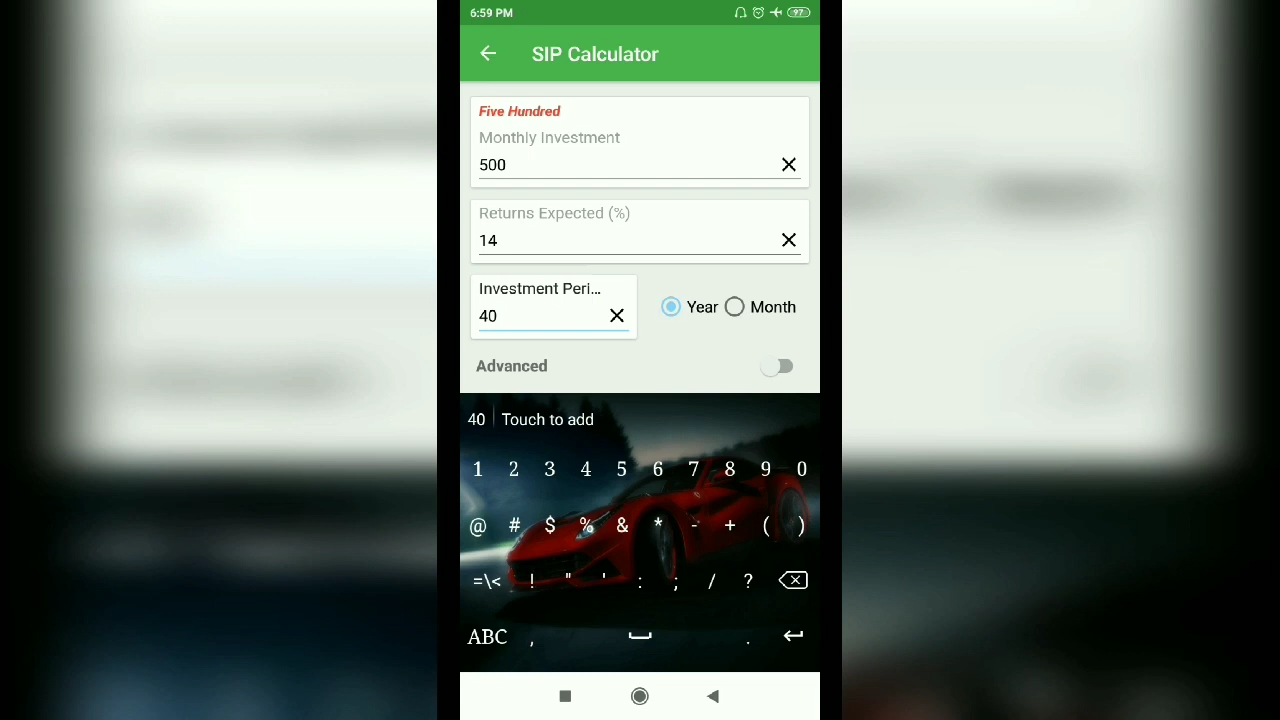 6:59 PM
97
SIP Calculator
Five Hundred
Monthly Investment
500
Returns Expected (%)
14
Investment Peri...
40
Year
Month
Advanced
40 Touch to add
1 2 3 4 5 6 7 8 9 0
@ # $ % & * - + ( )
=\< ! " ' : ; / ?
ABC , .